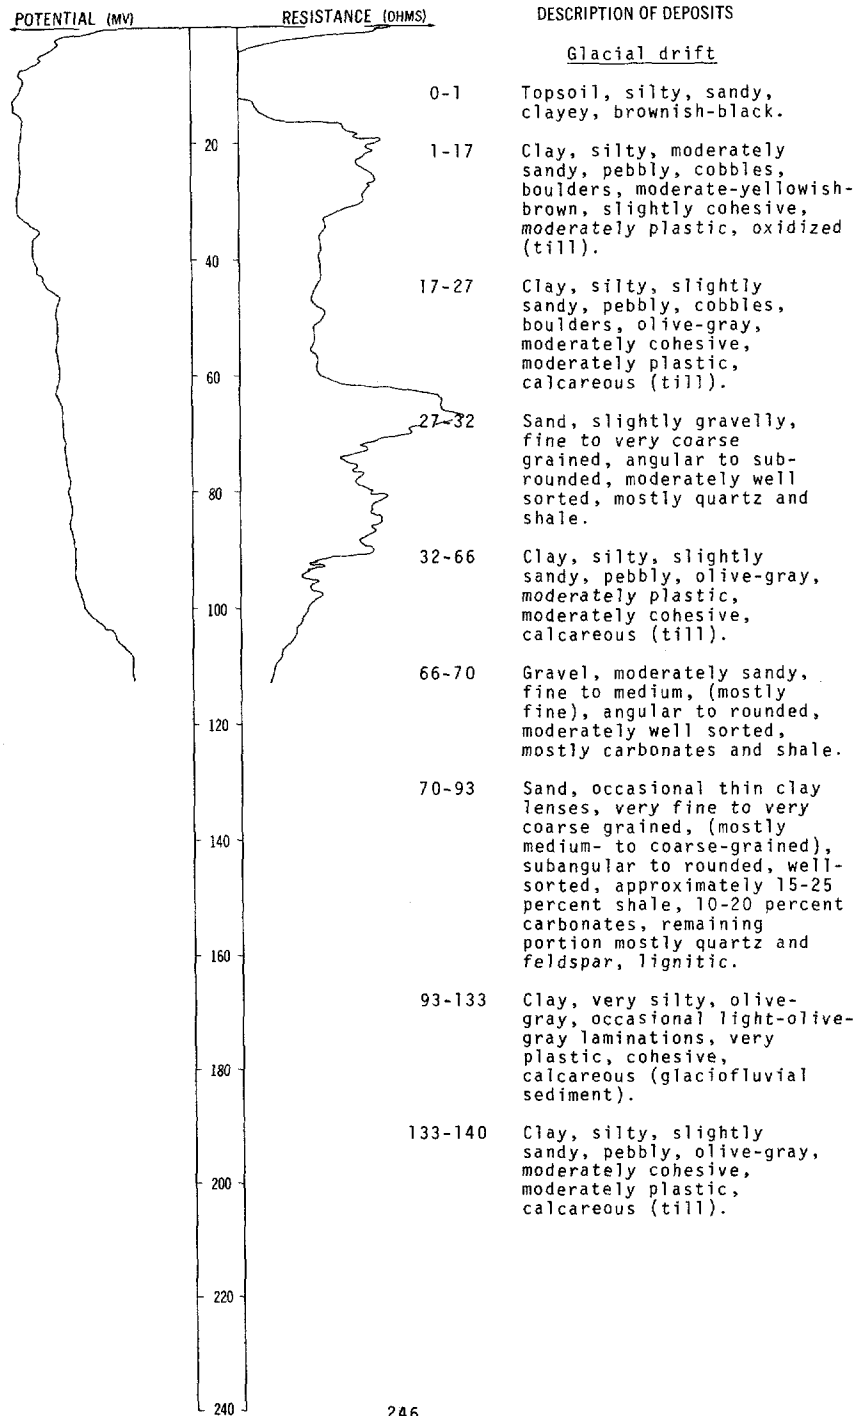 POTENTIAL (MV) RESISTANCE (OHMS) DESCRIPTION OF DEPOSITS
Glacial drift
0-1 Topsoil, silty, sandy,
clayey, brownish-black.
1-17 Clay, silty, moderately
sandy, pebbly, cobbles,
boulders, moderate-yellowish-
brown, slightly cohesive,
moderately plastic, oxidized
(till).
17-27 Clay, silty, slightly
sandy, pebbly, cobbles,
boulders, olive-gray,
moderately cohesive,
moderately plastic,
calcareous (till).
27-32 Sand, slightly gravelly,
fine to very coarse
grained, angular to sub-
rounded, moderately well
sorted, mostly quartz and
shale.
32-66 Clay, silty, slightly
sandy, pebbly, olive-gray,
moderately plastic,
moderately cohesive,
calcareous (till).
66-70 Gravel, moderately sandy,
fine to medium, (mostly
fine), angular to rounded,
moderately well sorted,
mostly carbonates and shale.
70-93 Sand, occasional thin clay
lenses, very fine to very
coarse grained, (mostly
medium- to coarse-grained),
subangular to rounded, well-
sorted, approximately 15-25
percent shale, 10-20 percent
carbonates, remaining
portion mostly quartz and
feldspar, lignitic.
93-133 Clay, very silty, olive-
gray, occasional light-olive-
gray laminations, very
plastic, cohesive,
calcareous (glaciofluvial
sediment).
133-140 Clay, silty, slightly
sandy, pebbly, olive-gray,
moderately cohesive,
moderately plastic,
calcareous (till).
20
40
60
80
100
120
140
160
180
200
220
240
246